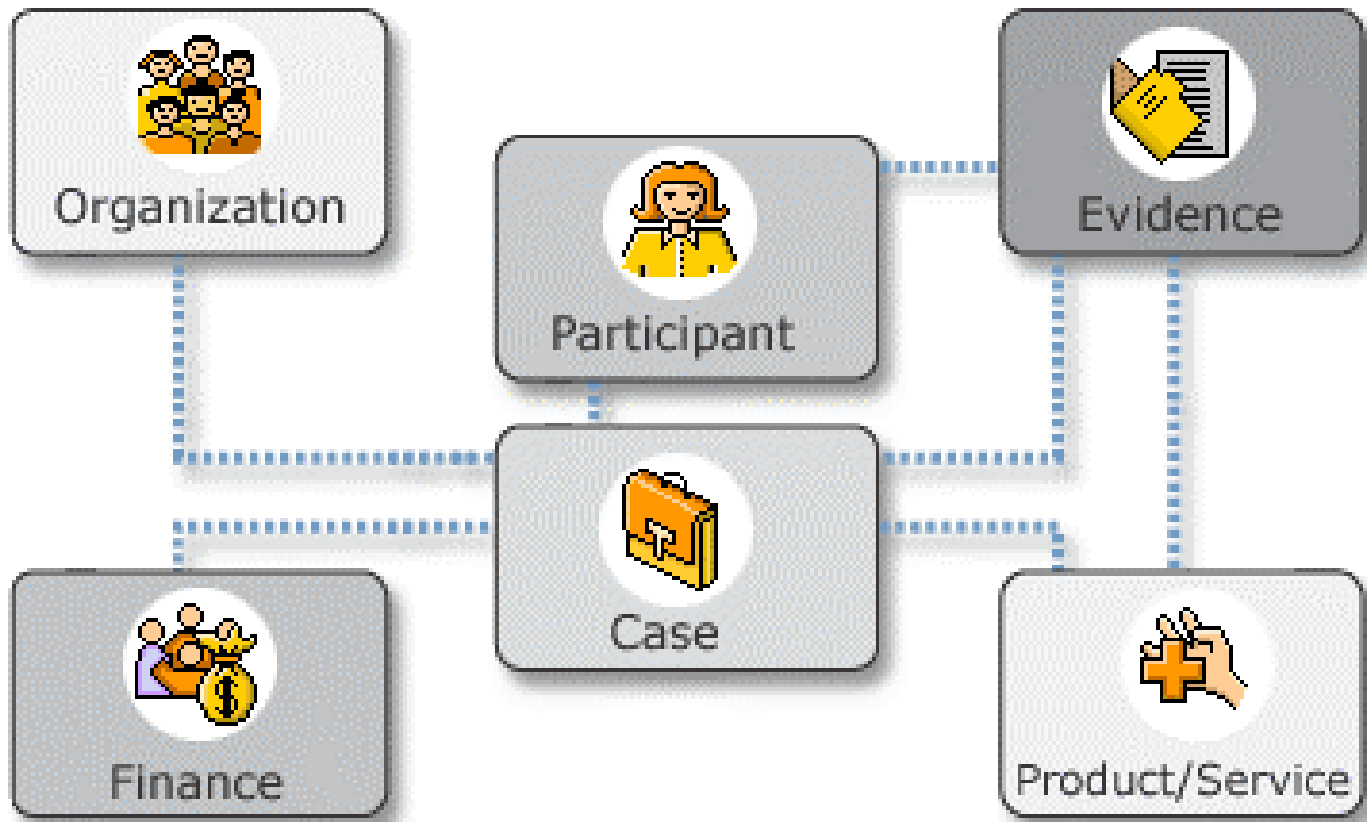 Organization
Evidence
Participant
Case
Finance
$
Product/Service